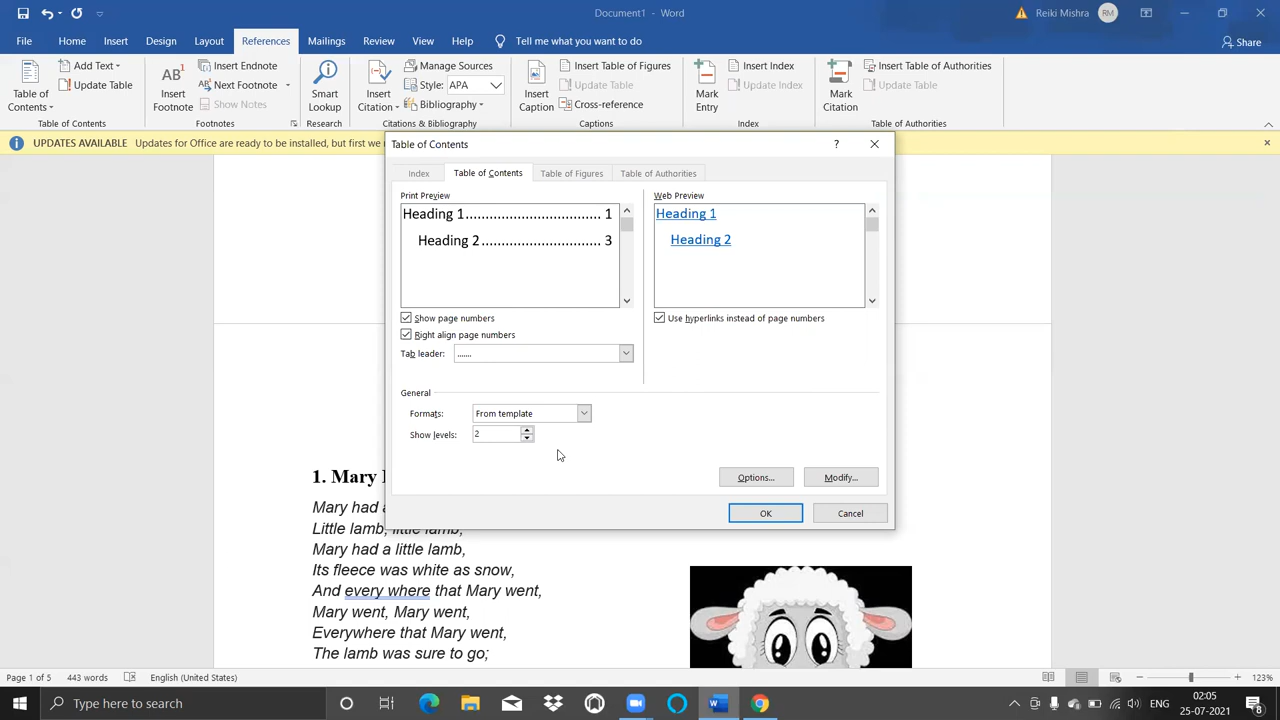 Document1 - Word
Reiki Mishra RM
File Home Insert Design Layout References Mailings Review View Help Tell me what you want to do Share
Table of Contents
Add Text
Update Table
Table of Contents
AB1
Insert Footnote
Insert Endnote
Next Footnote
Show Notes
Footnotes
Smart Lookup
Research
Insert Citation
Manage Sources
Style: APA
Bibliography
Citations & Bibliography
Insert Caption
Insert Table of Figures
Update Table
Cross-reference
Captions
Mark Entry
Insert Index
Update Index
Index
Mark Citation
Insert Table of Authorities
Update Table
Table of Authorities
UPDATES AVAILABLE Updates for Office are ready to be installed, but first we
Table of Contents ?
Index Table of Contents Table of Figures Table of Authorities
Print Preview
Heading 1.................................. 1
Heading 2.............................. 3
Show page numbers
Right align page numbers
Tab leader: .......
Web Preview
Heading 1
Heading 2
Use hyperlinks instead of page numbers
General
Formats: From template
Show levels: 2
Options... Modify...
OK Cancel
1. Mary
Mary had a
Little lamb, little lamb,
Mary had a little lamb,
Its fleece was white as snow,
And every where that Mary went,
Mary went, Mary went,
Everywhere that Mary went,
The lamb was sure to go;
Page 1 of 5 443 words English (United States) 123%
Type here to search
ENG
02:05
25-07-2021
8